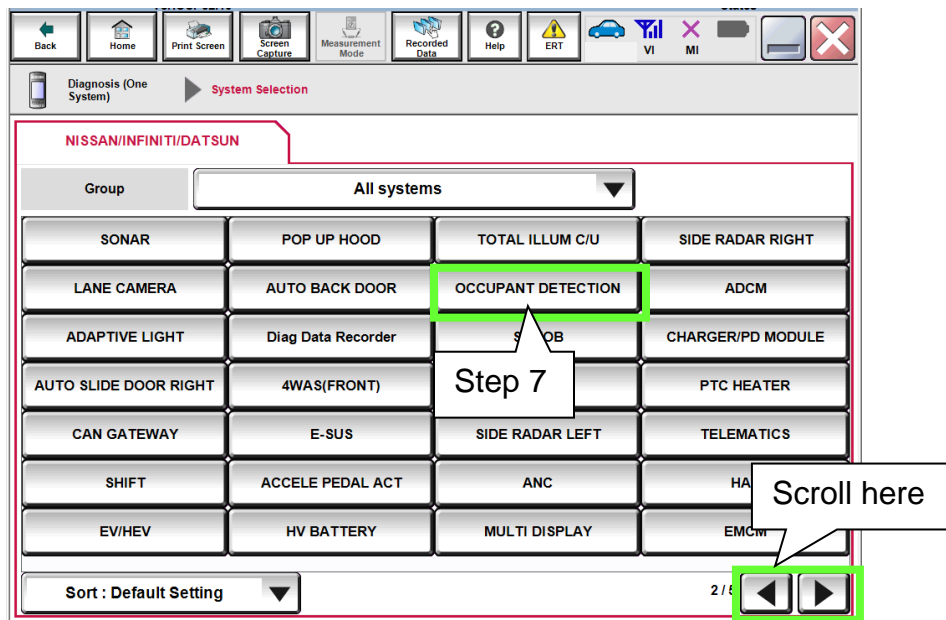 Back
Home
Print Screen
Screen
Capture
Measurement
Mode
Recorded
Data
Help
ERT
VI
MI
Diagnosis (One
System)
System Selection
NISSAN/INFINITI/DATSUN
Group
All systems
SONAR
POP UP HOOD
TOTAL ILLUM C/U
SIDE RADAR RIGHT
LANE CAMERA
AUTO BACK DOOR
OCCUPANT DETECTION
ADCM
ADAPTIVE LIGHT
Diag Data Recorder
CHARGER/PD MODULE
Step 7
AUTO SLIDE DOOR RIGHT
4WAS(FRONT)
PTC HEATER
CAN GATEWAY
E-SUS
SIDE RADAR LEFT
TELEMATICS
SHIFT
ACCELE PEDAL ACT
ANC
HA
Scroll here
EV/HEV
HV BATTERY
MULTI DISPLAY
EMCM
Sort : Default Setting
2 /